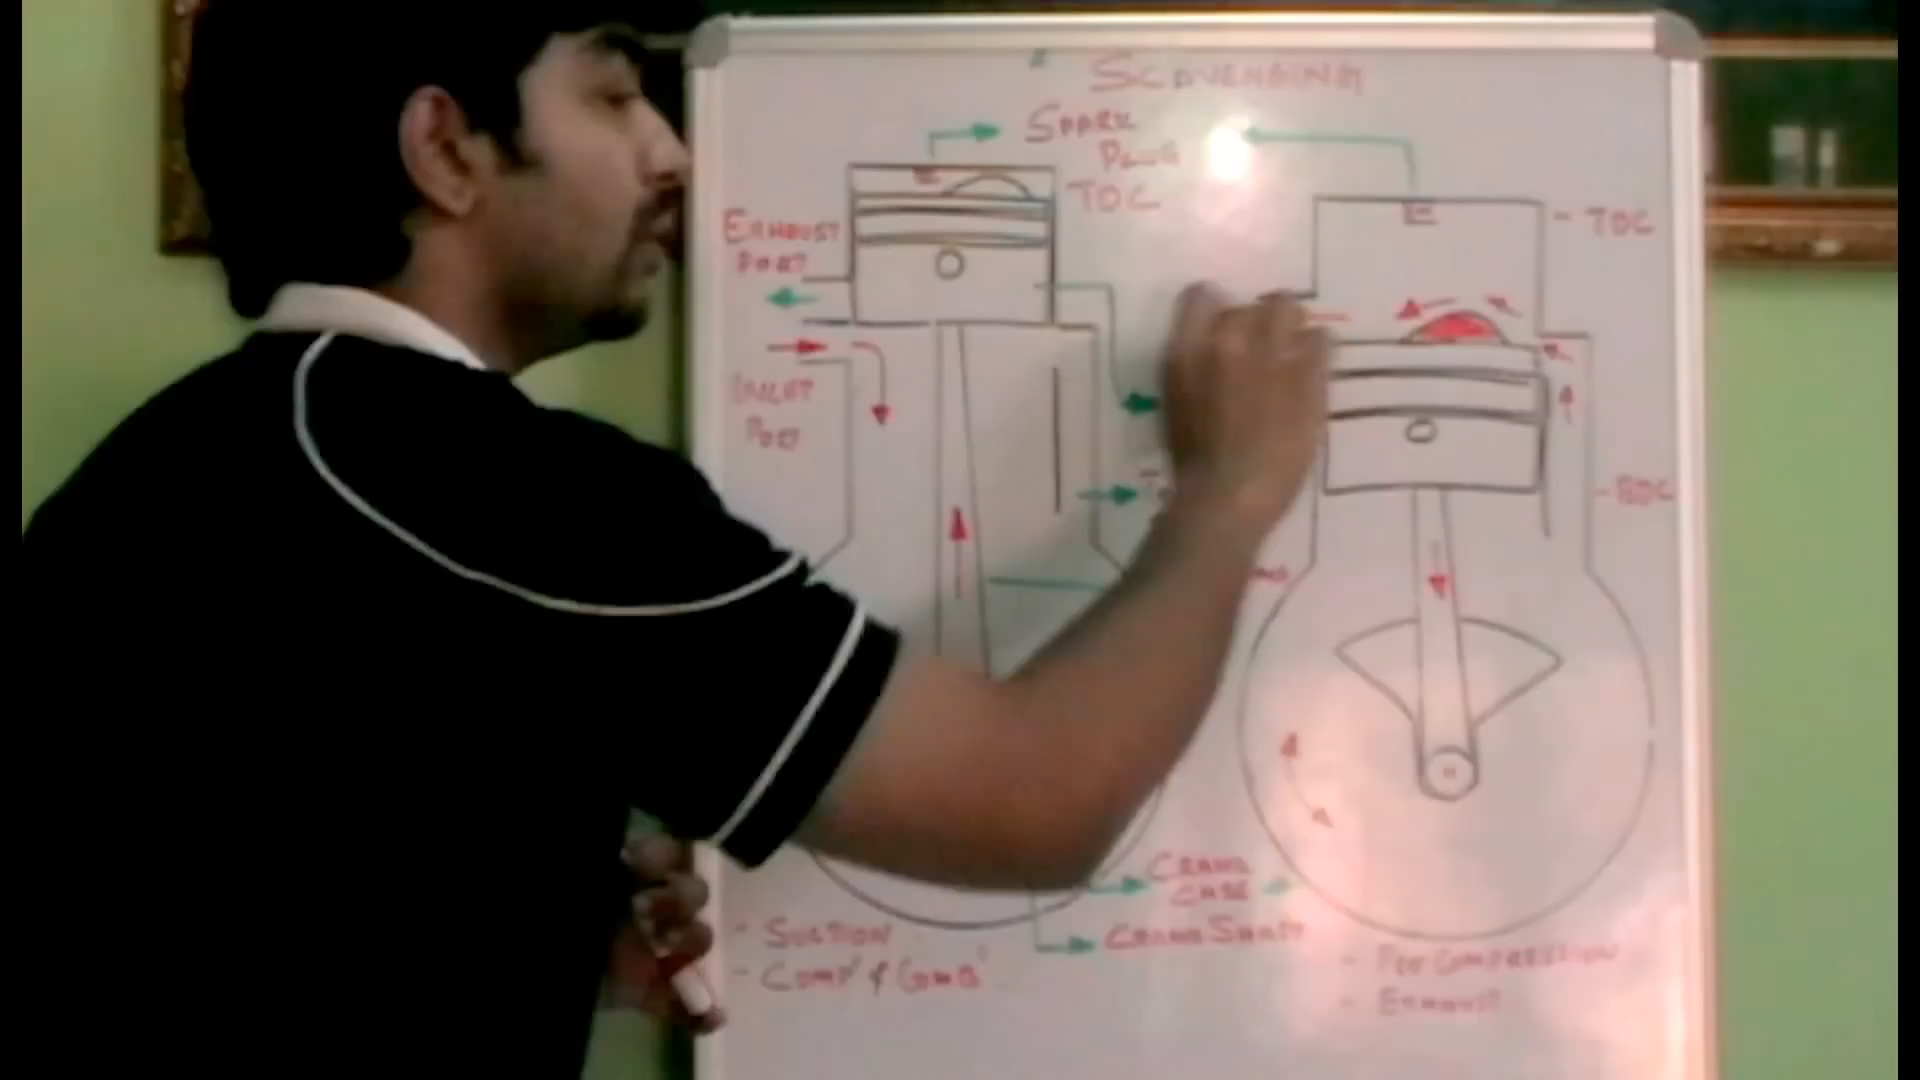 SCAVENGING
SPARK
PLUG
TDC
- TDC
EXHAUST
PORT
INLET
PORT
- BDC
CRANK
CASE
CRANK SHAFT
- SUCTION
- COMP' & COMB'
- PRE COMPRESSION
- EXHAUST